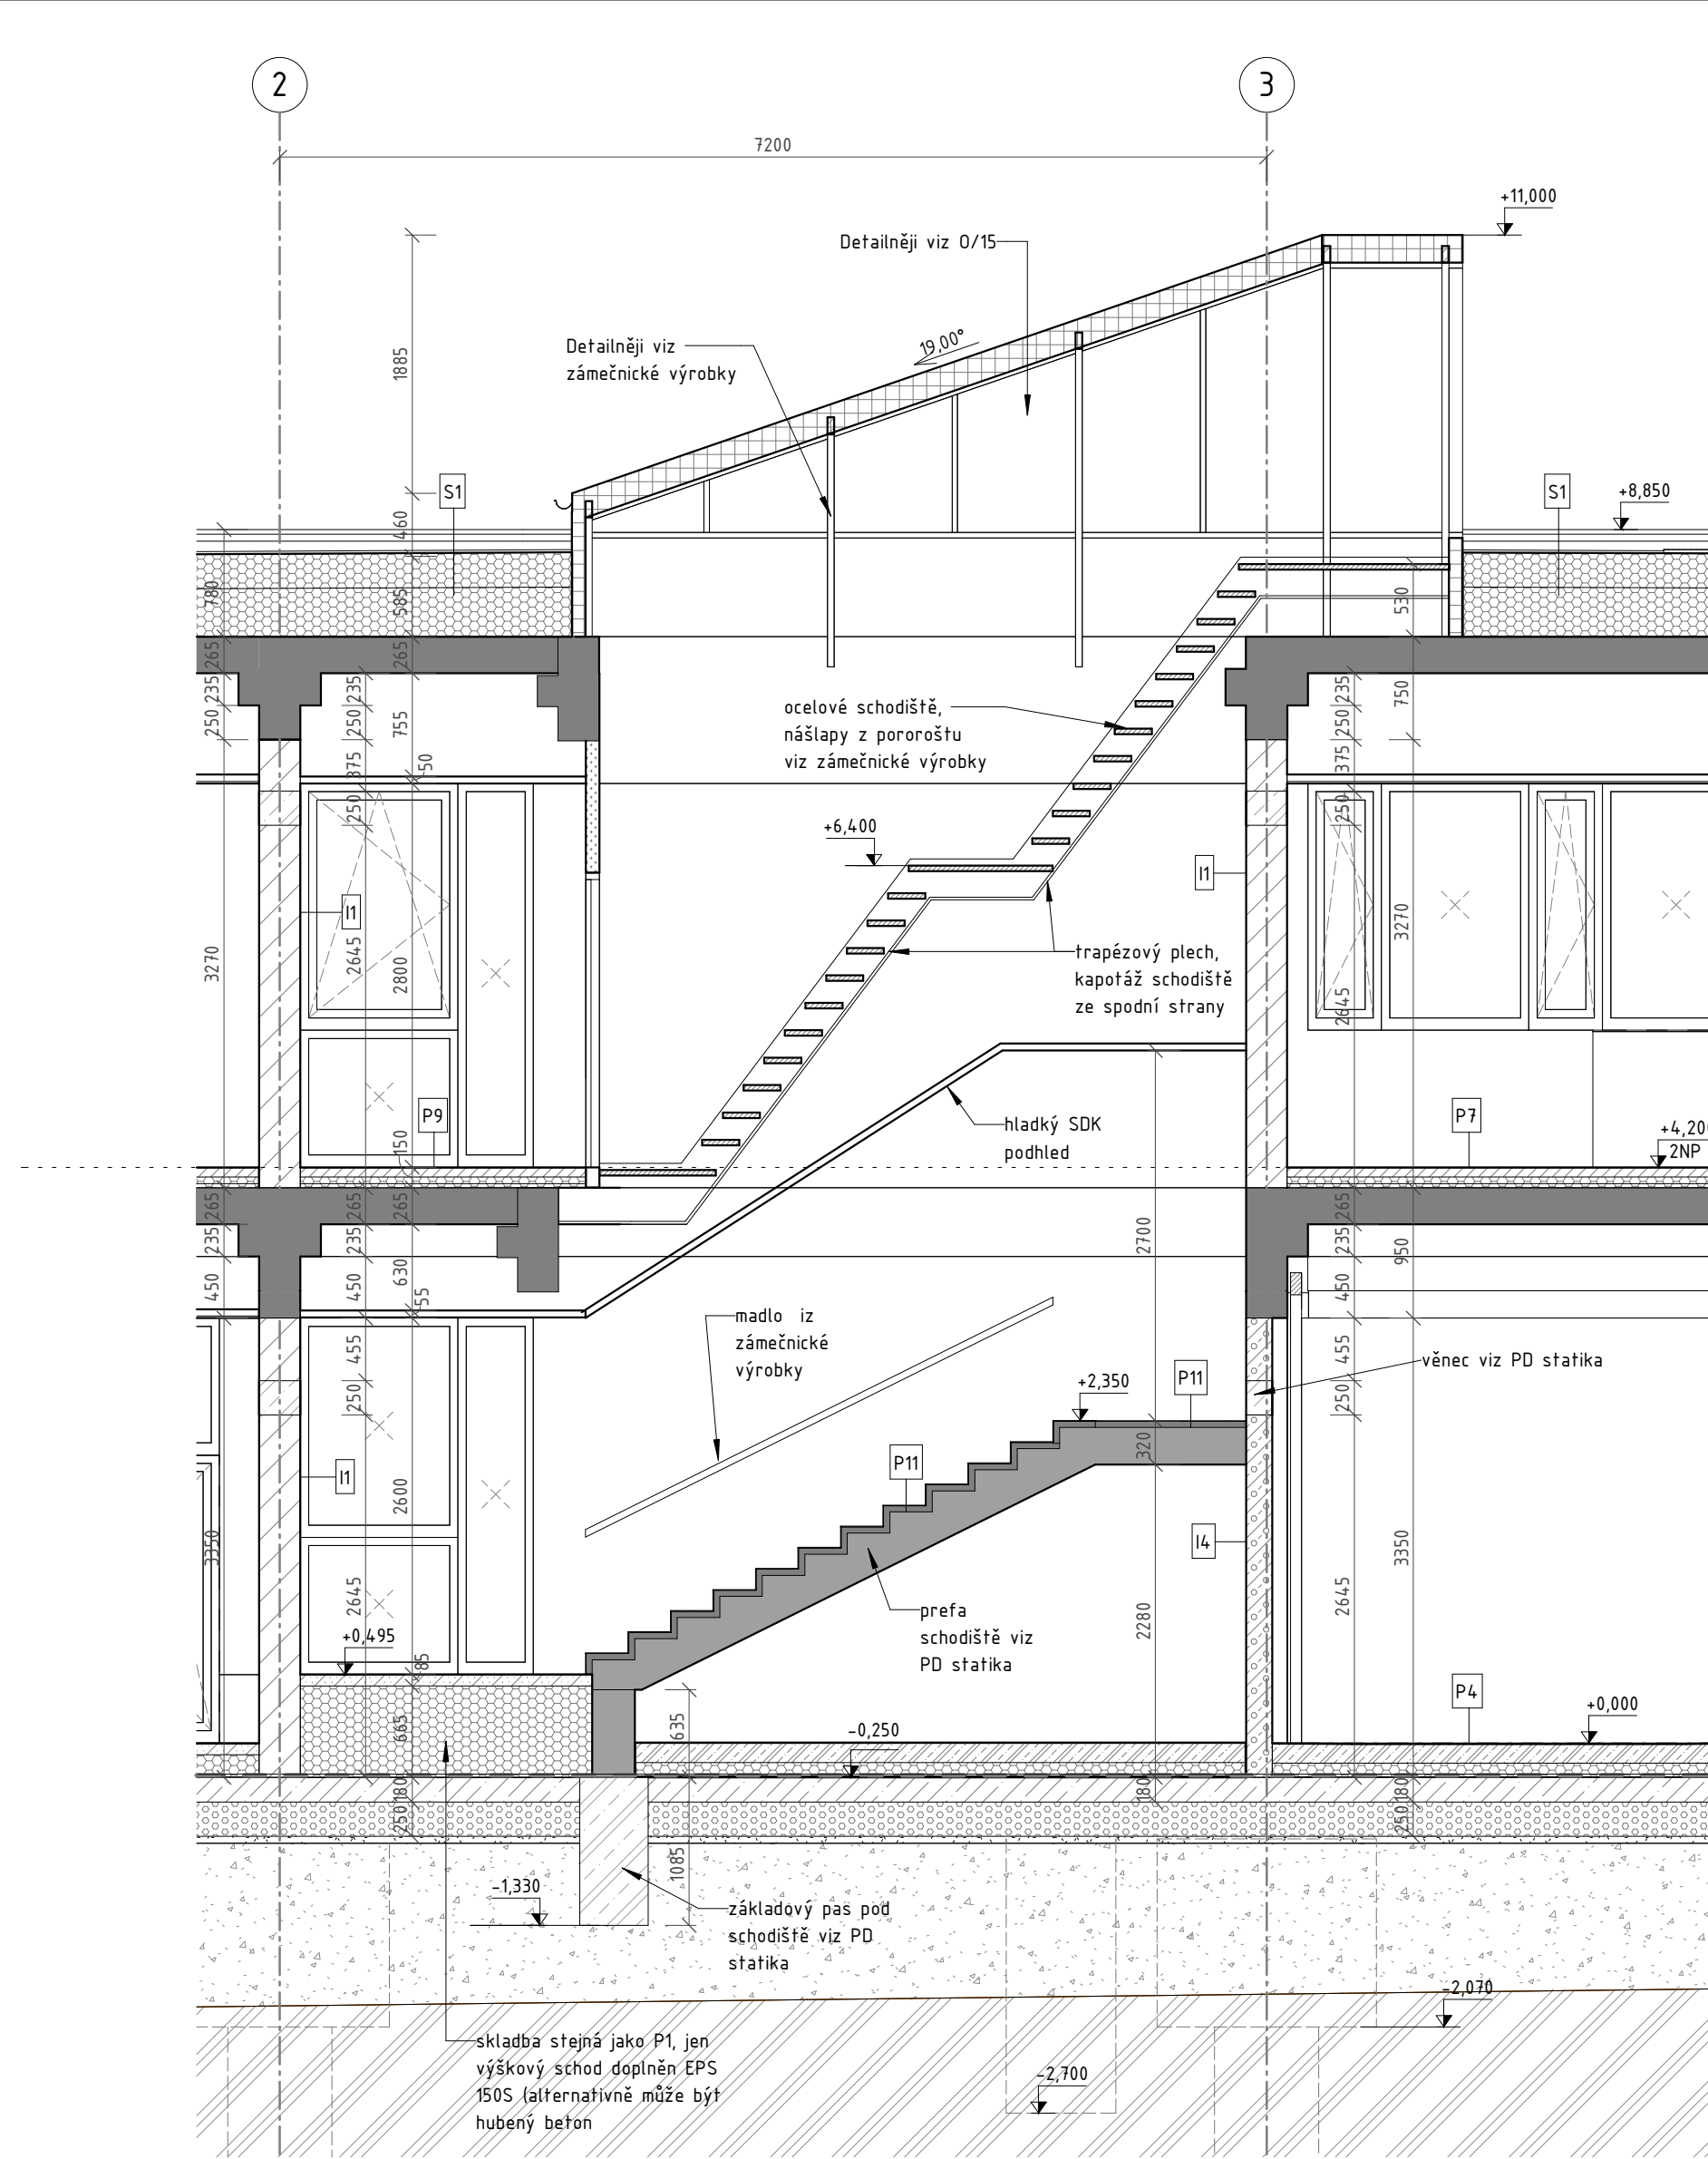 2
3
7200
+11,000
Detailněji viz O/15
Detailněji viz
zámečnické výrobky
19,00°
1885
S1
S1
+8,850
460
780
585
530
265
265
235
235
235
250
250
250
755
750
ocelové schodiště,
nášlapy z pororoštu
viz zámečnické výrobky
375
50
375
250
250
+6,400
I1
I1
3270
2645
2800
2645
3270
trapézový plech,
kapotáž schodiště
ze spodní strany
P9
150
hladký SDK
podhled
P7
+4,200
2NP
265
265
265
265
235
235
235
450
450
630
55
2700
450
950
madlo iz
zámečnické
výrobky
455
250
455
250
věnec viz PD statika
+2,350
P11
320
P11
I1
2600
3350
2645
I4
3350
2645
2280
prefa
schodiště viz
PD statika
+0,495
85
665
635
-0,250
P4
+0,000
180
250
180
180
250
1085
-1,330
základový pas pod
schodiště viz PD
statika
-2,070
skladba stejná jako P1, jen
výškový schod doplněn EPS
150S (alternativně může být
hubený beton
-2,700